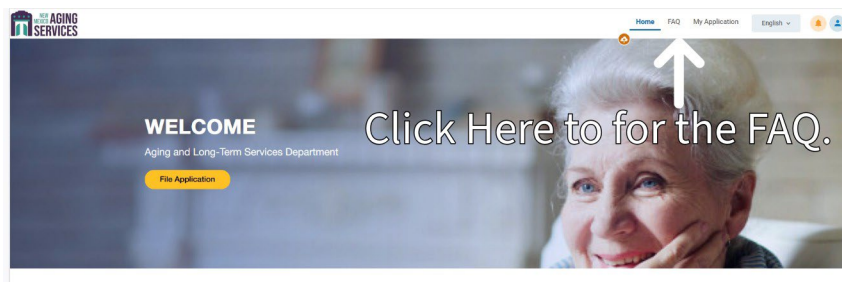 NEW MEXICO AGING
SERVICES
Home FAQ My Application English
WELCOME
Click Here to for the FAQ.
Aging and Long-Term Services Department
File Application